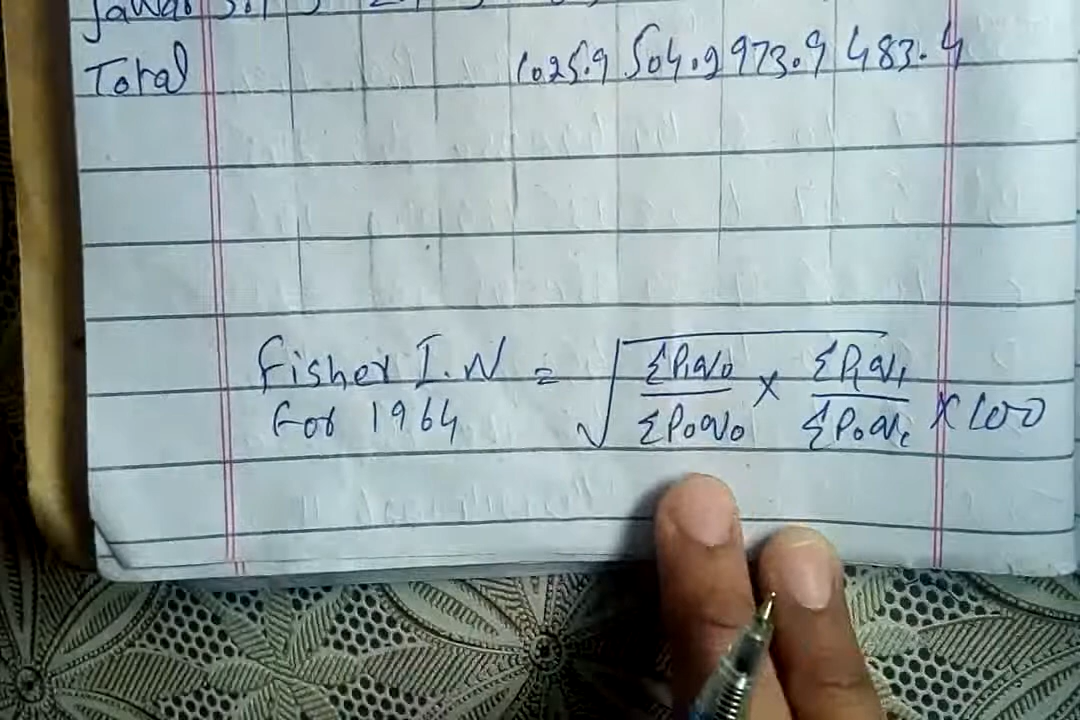 Total 1025.9 504.9 973.9 483.4
Fisher I.N = √ ΣP₁q₀ / ΣP₀q₀ × ΣP₁q₁ / ΣP₀q₁ × 100
For 1964